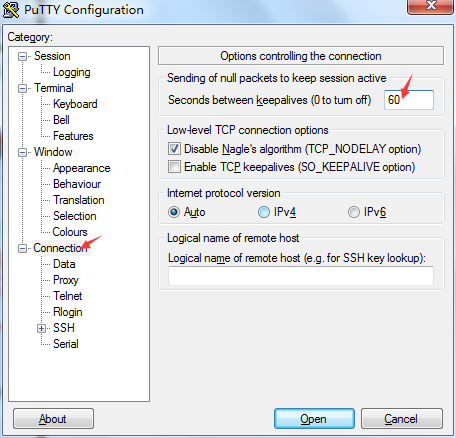 PuTTY Configuration
Category:
Session
Logging
Terminal
Keyboard
Bell
Features
Window
Appearance
Behaviour
Translation
Selection
Colours
Connection
Data
Proxy
Telnet
Rlogin
SSH
Serial
Options controlling the connection
Sending of null packets to keep session active
Seconds between keepalives (0 to turn off)
60
Low-level TCP connection options
Disable Nagle's algorithm (TCP_NODELAY option)
Enable TCP keepalives (SO_KEEPALIVE option)
Internet protocol version
Auto IPv4 IPv6
Logical name of remote host
Logical name of remote host (e.g. for SSH key lookup):
About Open Cancel